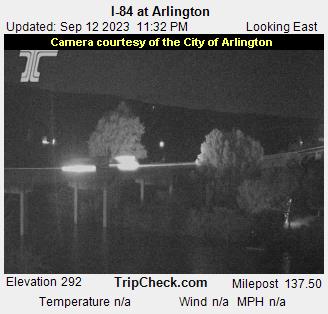 I-84 at Arlington
Updated: Sep 12 2023 11:32 PM Looking East
Camera courtesy of the City of Arlington
Elevation 292 TripCheck.com Milepost 137.50
Temperature n/a Wind n/a MPH n/a